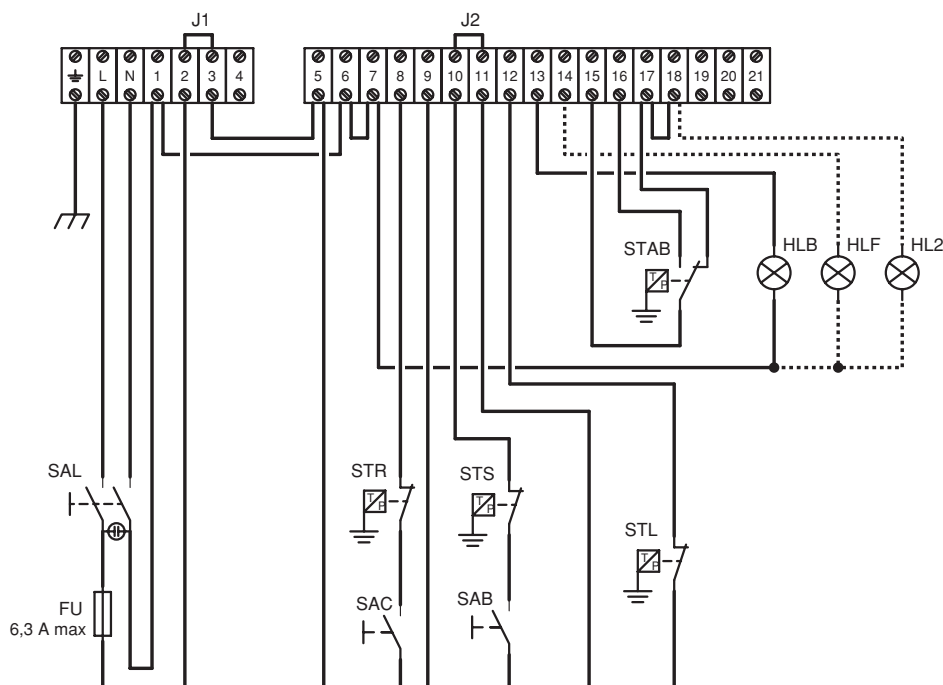 J1
J2
L N 1 2 3 4
5 6 7 8 9 10 11 12 13 14 15 16 17 18 19 20 21
STAB
T P
HLB
HLF
HL2
SAL
STR
T P
STS
T P
STL
T P
FU
6,3 A max
SAC
SAB